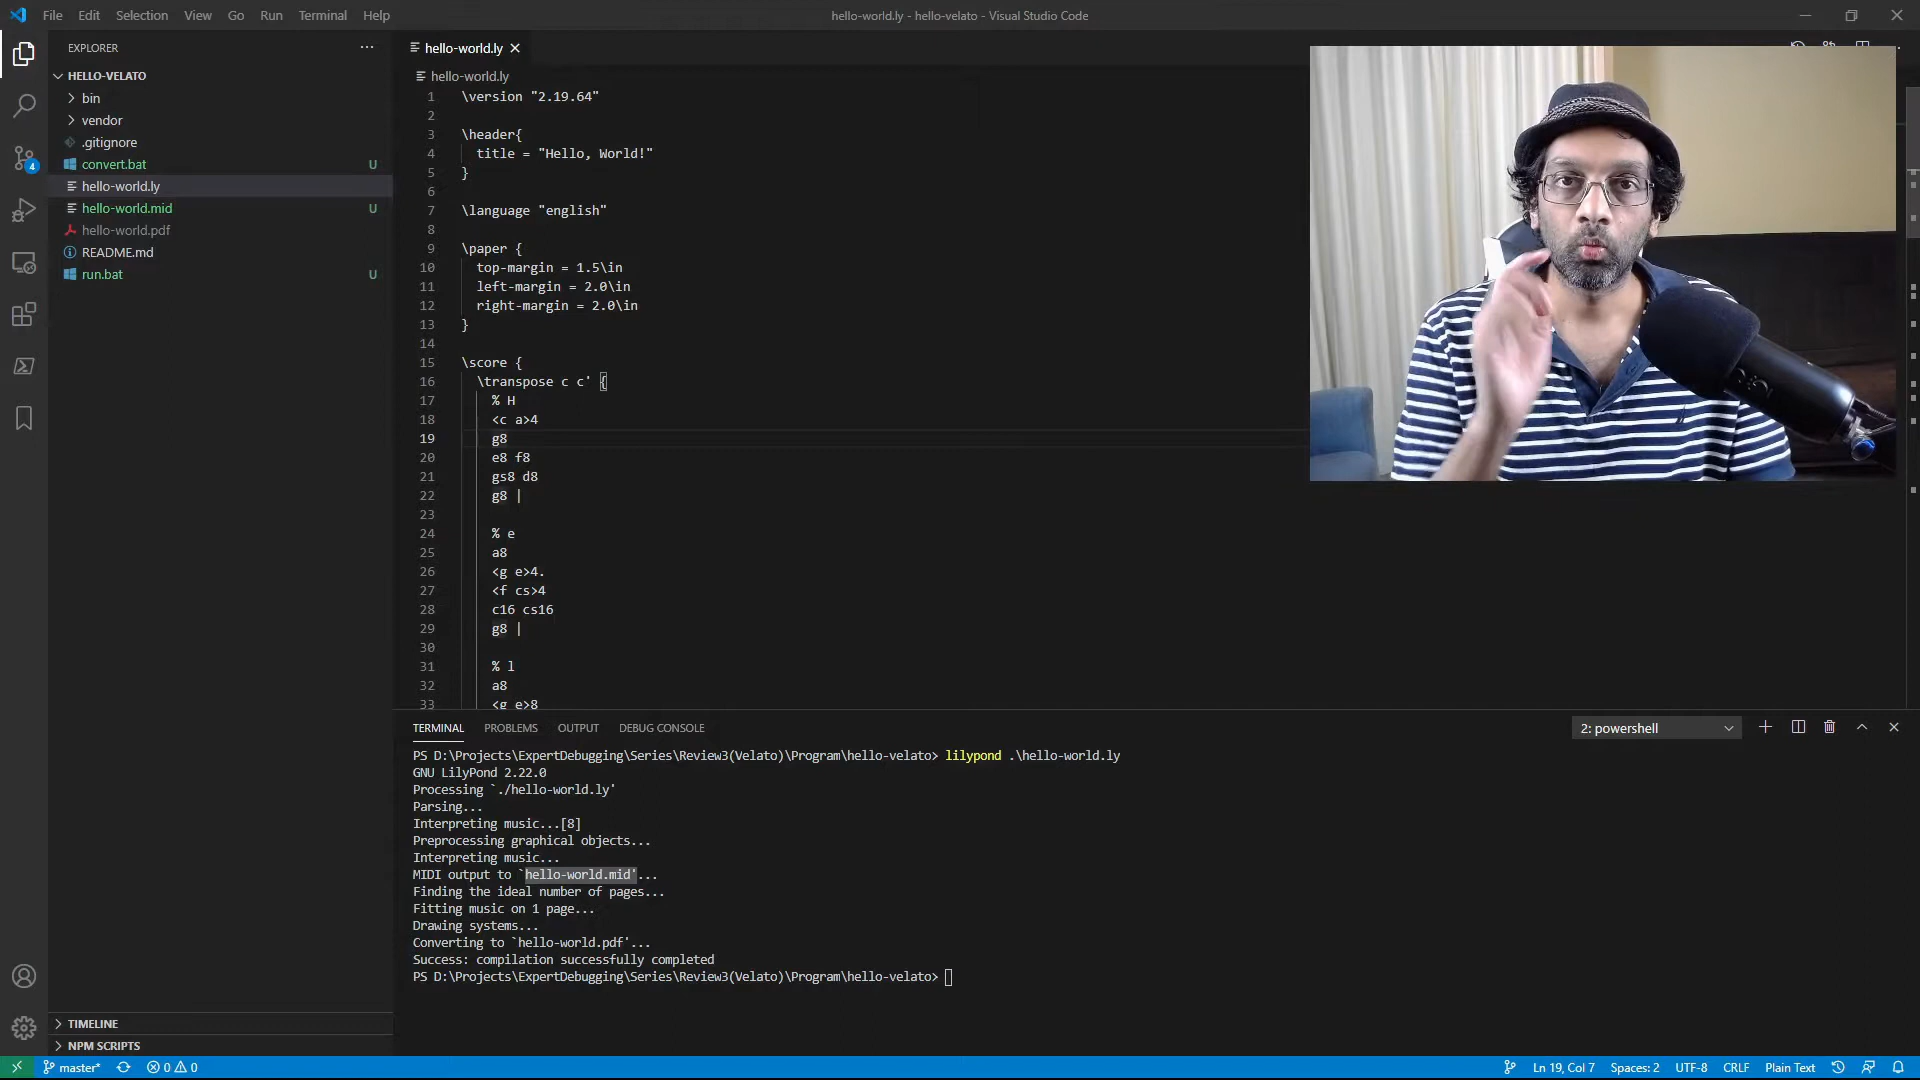 File Edit Selection View Go Run Terminal Help
hello-world.ly - hello-velato - Visual Studio Code
EXPLORER
HELLO-VELATO
bin
vendor
.gitignore
convert.bat U
hello-world.ly
hello-world.mid U
hello-world.pdf
README.md
run.bat U
TIMELINE
NPM SCRIPTS
4
hello-world.ly
hello-world.ly
1 \version "2.19.64"
2
3 \header{
4 title = "Hello, World!"
5 }
6
7 \language "english"
8
9 \paper {
10 top-margin = 1.5\in
11 left-margin = 2.0\in
12 right-margin = 2.0\in
13 }
14
15 \score {
16 \transpose c c' {
17 % H
18 <c a>4
19 g8
20 e8 f8
21 gs8 d8
22 g8 |
23
24 % e
25 a8
26 <g e>4.
27 <f cs>4
28 c16 cs16
29 g8 |
30
31 % l
32 a8
33 <g e>8
TERMINAL PROBLEMS OUTPUT DEBUG CONSOLE
2: powershell
PS D:\Projects\ExpertDebugging\Series\Review3(Velato)\Program\hello-velato> lilypond .\hello-world.ly
GNU LilyPond 2.22.0
Processing `./hello-world.ly'
Parsing...
Interpreting music...[8]
Preprocessing graphical objects...
Interpreting music...
MIDI output to `hello-world.mid'...
Finding the ideal number of pages...
Fitting music on 1 page...
Drawing systems...
Converting to `hello-world.pdf'...
Success: compilation successfully completed
PS D:\Projects\ExpertDebugging\Series\Review3(Velato)\Program\hello-velato>
master* 0 0
Ln 19, Col 7 Spaces: 2 UTF-8 CRLF Plain Text